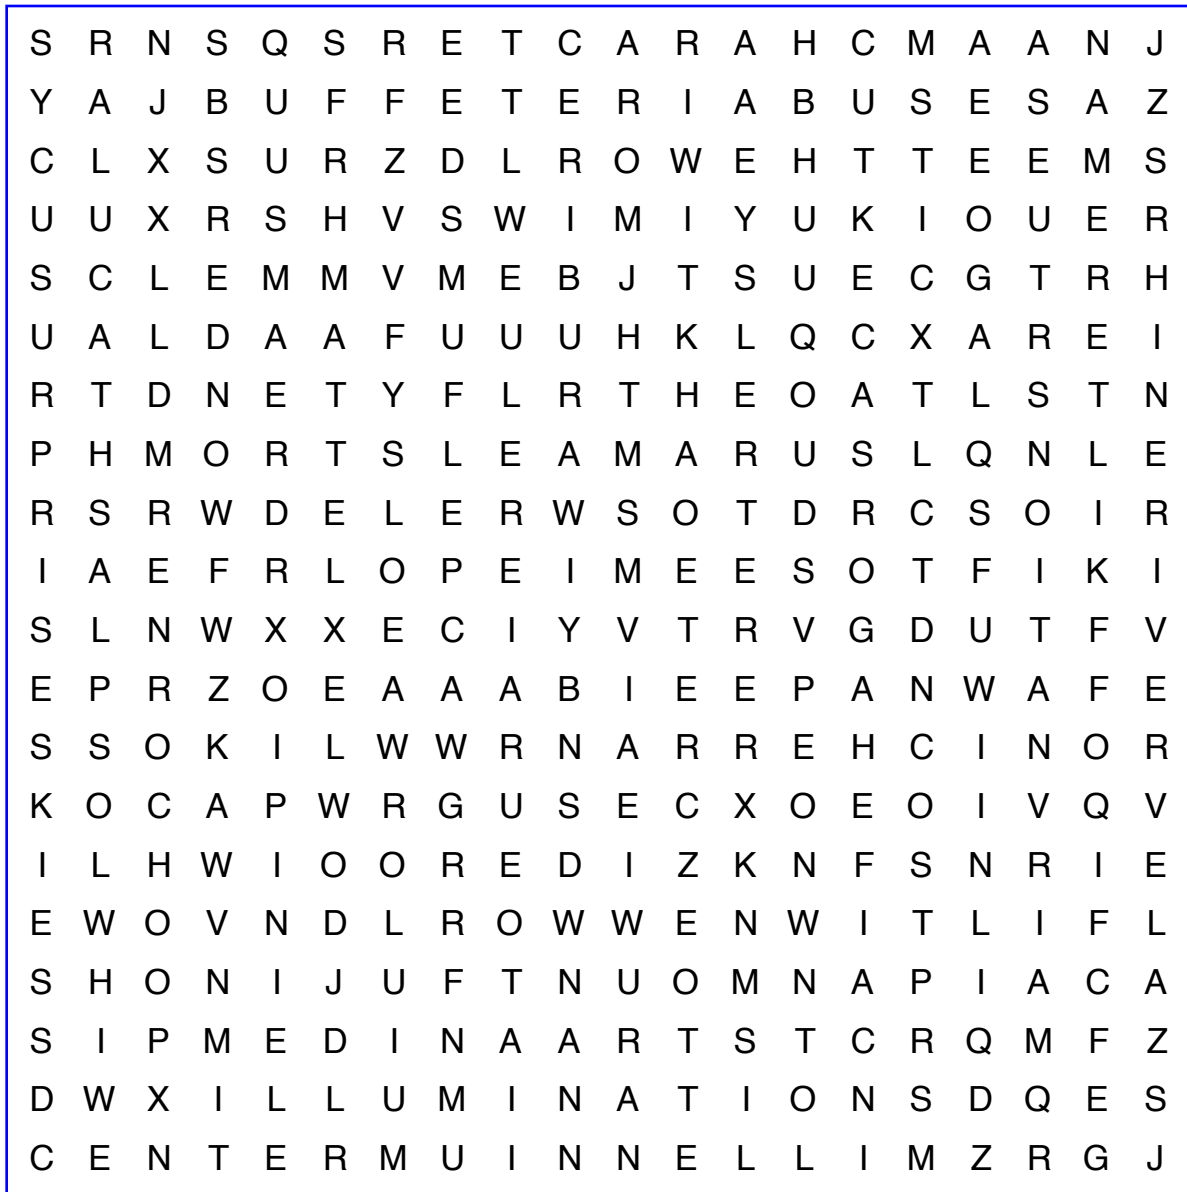 S R N S Q S R E T C A R A H C M A A N J
Y A J B U F F E T E R I A B U S E S A Z
C L X S U R Z D L R O W E H T T E E M S
U U X R S H V S W I M I Y U K I O U E R
S C L E M M V M E B J T S U E C G T R H
U A L D A A F U U U H K L Q C X A R E I
R T D N E T Y F L R T H E O A T L S T N
P H M O R T S L E A M A R U S L Q N L E
R S R W D E L E R W S O T D R C S O I R
I A E F R L O P E I M E E S O T F I K I
S L N W X X E C I Y V T R V G D U T F V
E P R Z O E A A A B I E E P A N W A F E
S S O K I L W W R N A R R E H C I N O R
K O C A P W R G U S E C X O E O I V Q V
I L H W I O O R E D I Z K N F S N R I E
E W O V N D L R O W W E N W I T L I F L
S H O N I J U F T N U O M N A P I A C A
S I P M E D I N A A R T S T C R Q M F Z
D W X I L L U M I N A T I O N S D Q E S
C E N T E R M U I N N E L L I M Z R G J